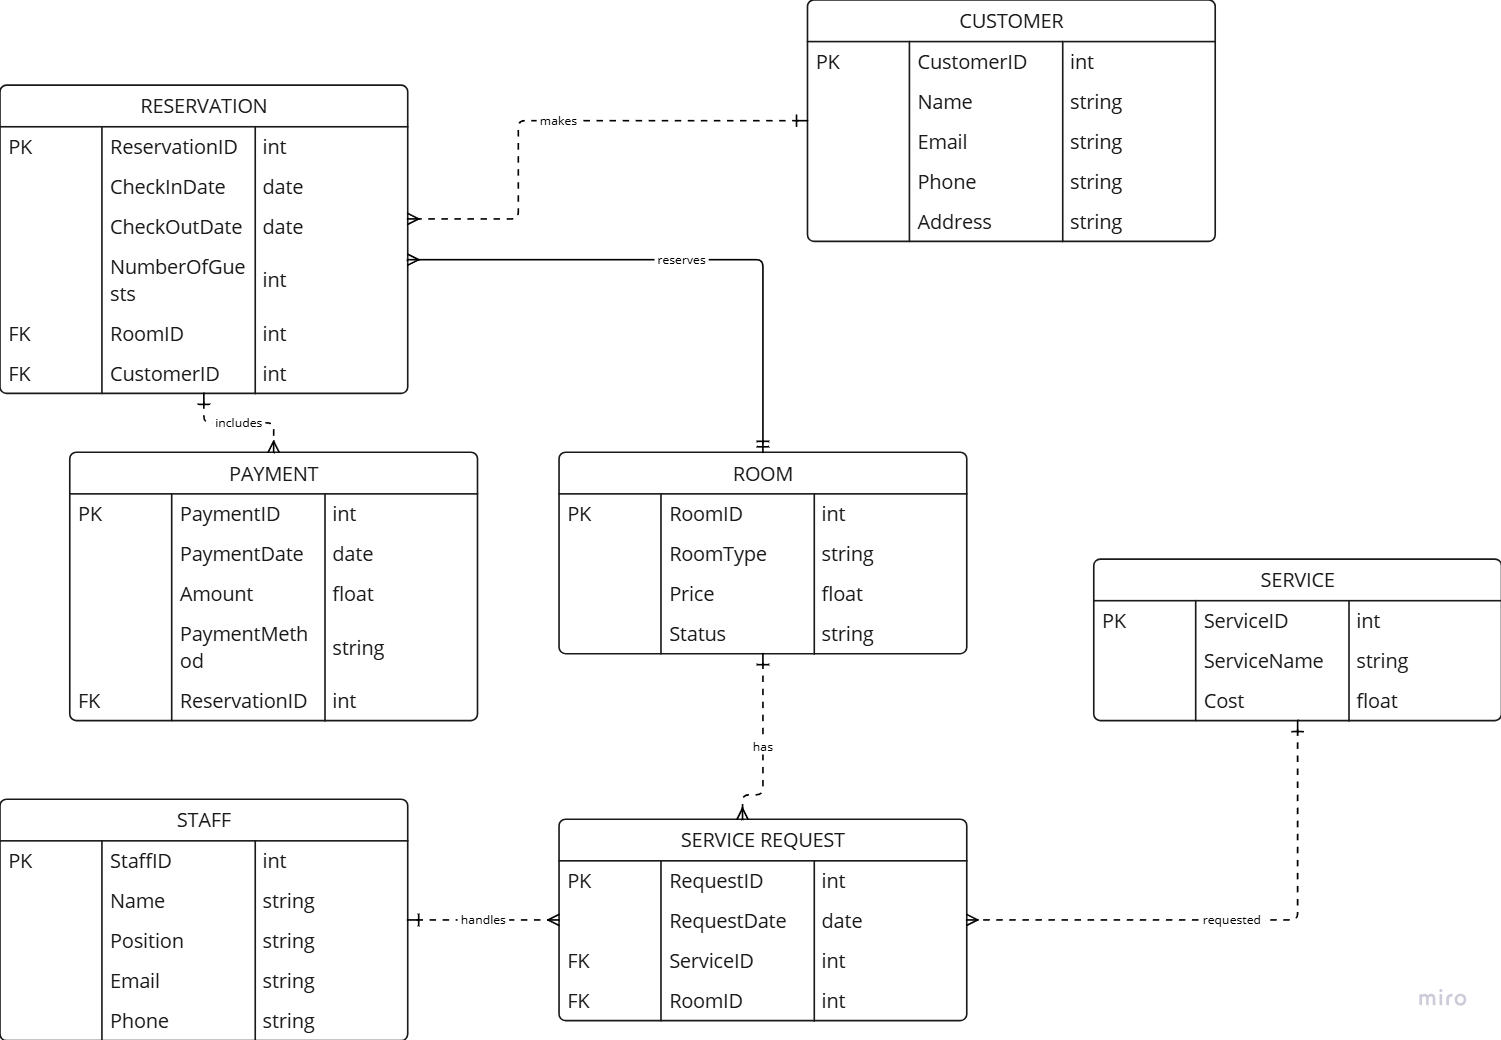 CUSTOMER
PK CustomerID int
Name string
Email string
Phone string
Address string
RESERVATION
PK ReservationID int
CheckInDate date
CheckOutDate date
NumberOfGue
sts int
FK RoomID int
FK CustomerID int
makes
reserves
includes
PAYMENT
PK PaymentID int
PaymentDate date
Amount float
PaymentMeth
od string
FK ReservationID int
ROOM
PK RoomID int
RoomType string
Price float
Status string
SERVICE
PK ServiceID int
ServiceName string
Cost float
has
STAFF
PK StaffID int
Name string
Position string
Email string
Phone string
handles
SERVICE REQUEST
PK RequestID int
RequestDate date
FK ServiceID int
FK RoomID int
requested
miro